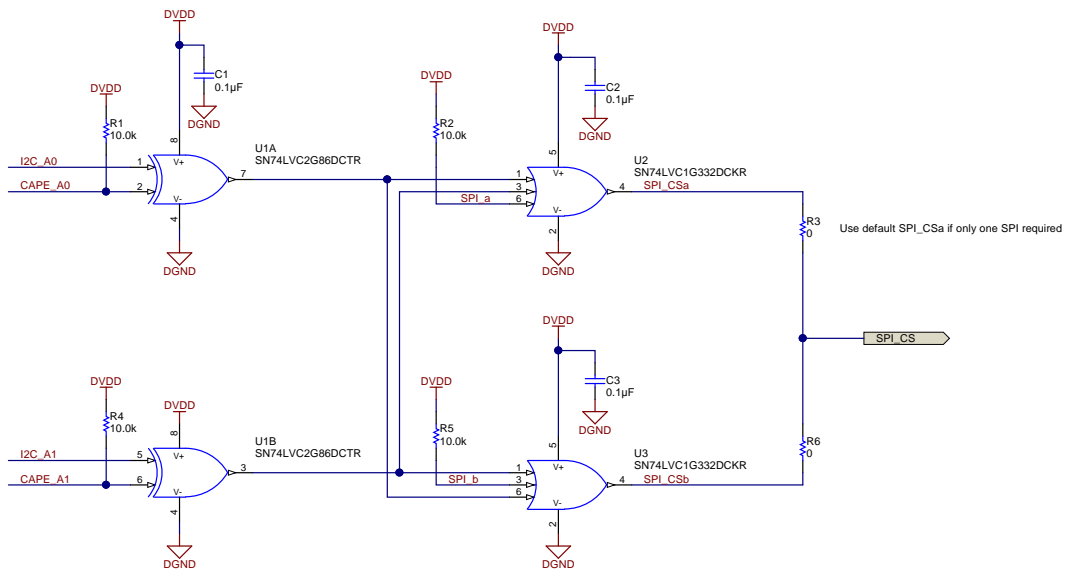 DVDD
C1
0.1µF
DGND
DVDD
R1
10.0k
I2C_A0
CAPE_A0
1
2
8
V+
V-
4
7
U1A
SN74LVC2G86DCTR
DGND
DVDD
R2
10.0k
SPI_a
DVDD
C2
0.1µF
DGND
1
3
6
5
V+
V-
2
4
U2
SN74LVC1G332DCKR
SPI_CSa
DGND
R3
0
Use default SPI_CSa if only one SPI required
SPI_CS
DVDD
R4
10.0k
I2C_A1
CAPE_A1
DVDD
5
6
8
V+
V-
4
3
U1B
SN74LVC2G86DCTR
DGND
DVDD
R5
10.0k
SPI_b
DVDD
C3
0.1µF
DGND
1
3
6
5
V+
V-
2
4
U3
SN74LVC1G332DCKR
SPI_CSb
DGND
R6
0